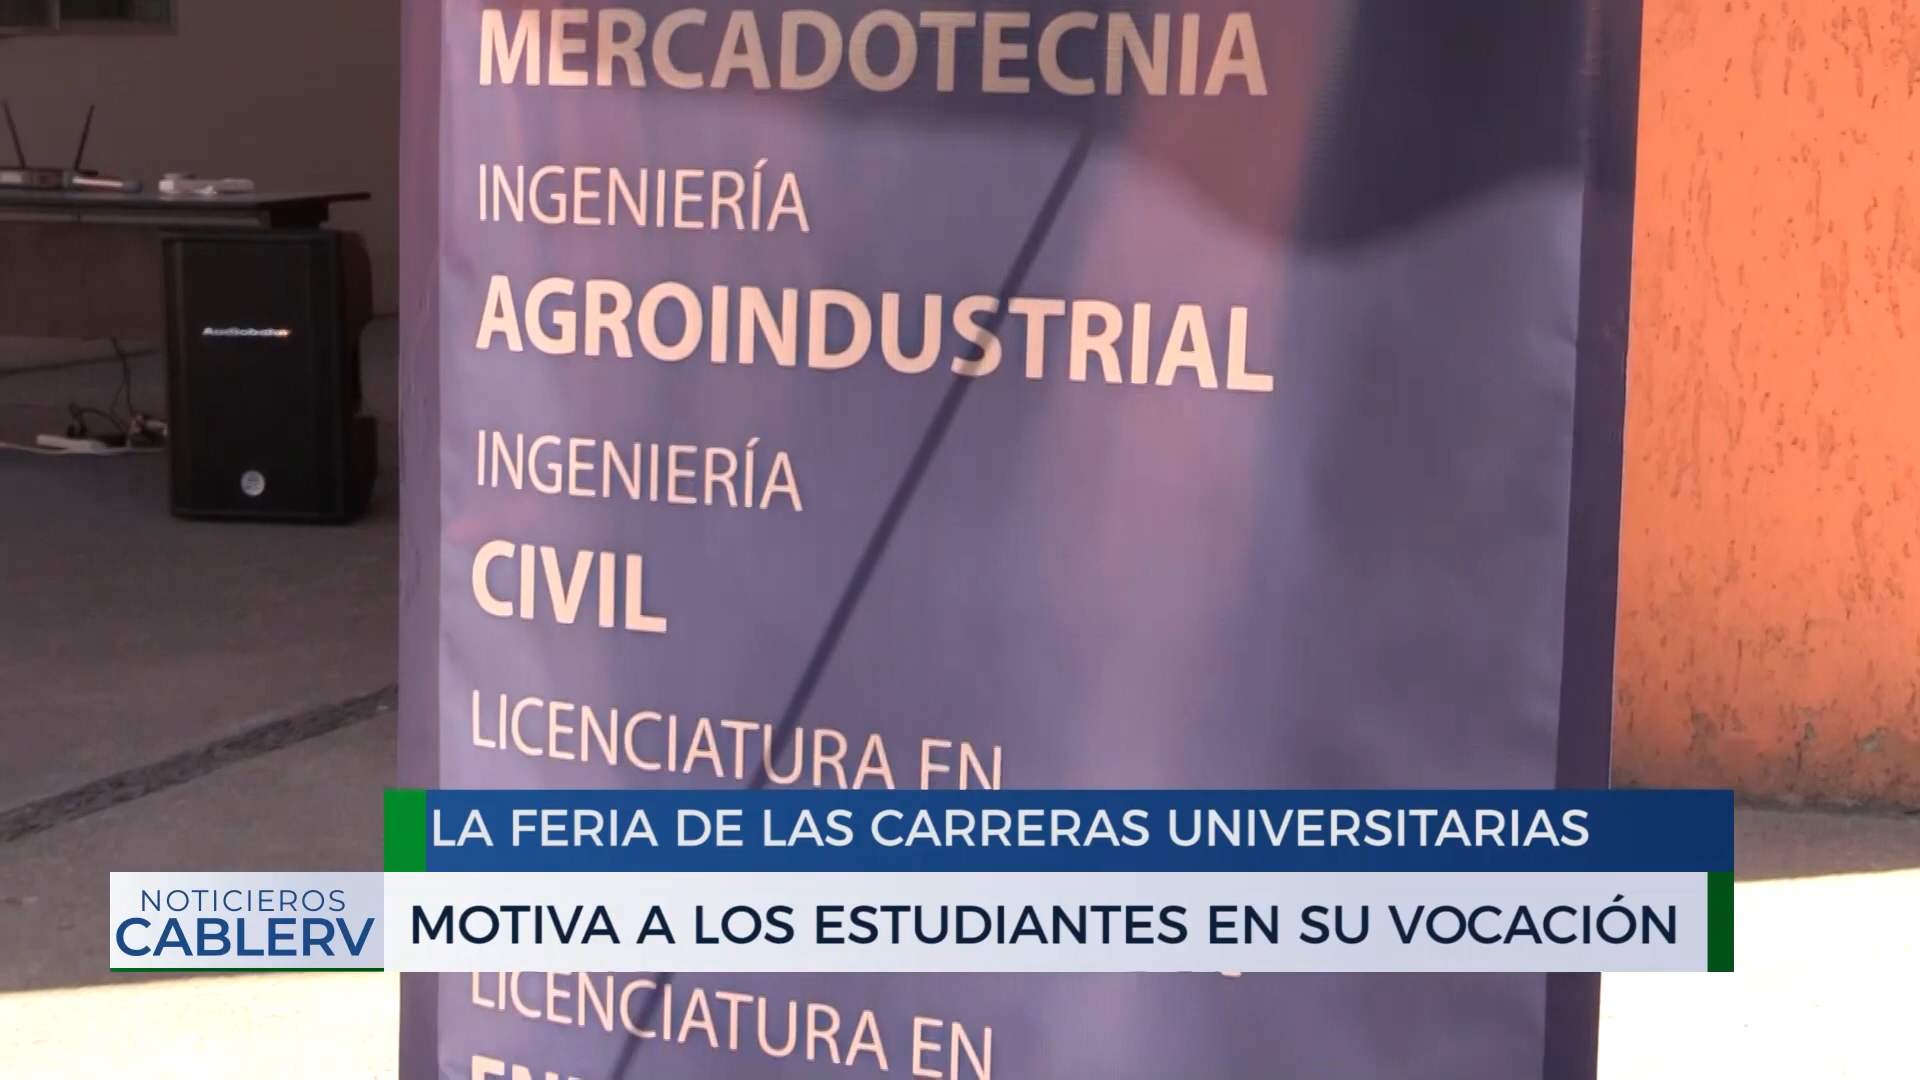 MERCADOTECNIA
INGENIERÍA
AGROINDUSTRIAL
INGENIERÍA
CIVIL
LICENCIATURA EN
LICENCIATURA EN
Audiobahn
LA FERIA DE LAS CARRERAS UNIVERSITARIAS
MOTIVA A LOS ESTUDIANTES EN SU VOCACIÓN
NOTICIEROS
CABLERV